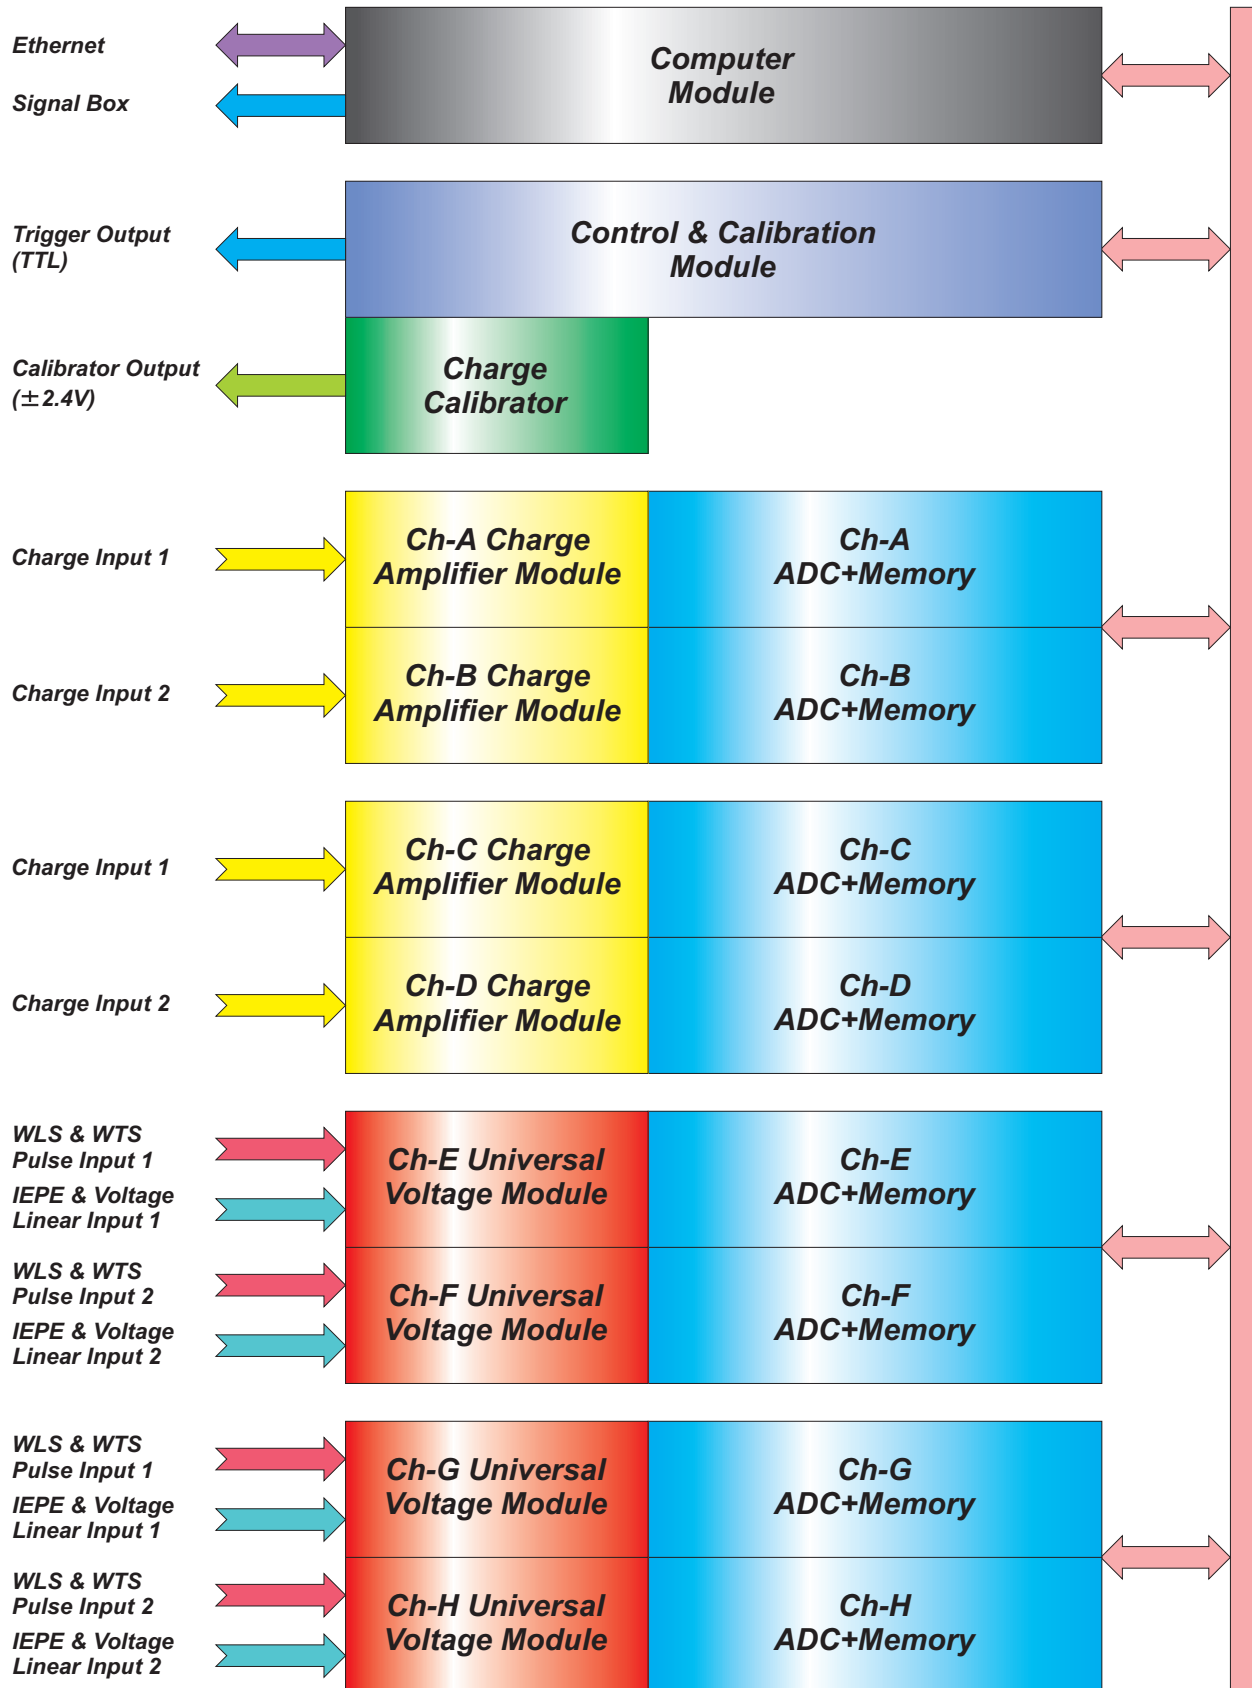 Ethernet
Signal Box
Computer
Module
Trigger Output
(TTL)
Control & Calibration
Module
Calibrator Output
(±2.4V)
Charge
Calibrator
Charge Input 1
Ch-A Charge
Amplifier Module
Ch-A
ADC+Memory
Charge Input 2
Ch-B Charge
Amplifier Module
Ch-B
ADC+Memory
Charge Input 1
Ch-C Charge
Amplifier Module
Ch-C
ADC+Memory
Charge Input 2
Ch-D Charge
Amplifier Module
Ch-D
ADC+Memory
WLS & WTS
Pulse Input 1
IEPE & Voltage
Linear Input 1
Ch-E Universal
Voltage Module
Ch-E
ADC+Memory
WLS & WTS
Pulse Input 2
IEPE & Voltage
Linear Input 2
Ch-F Universal
Voltage Module
Ch-F
ADC+Memory
WLS & WTS
Pulse Input 1
IEPE & Voltage
Linear Input 1
Ch-G Universal
Voltage Module
Ch-G
ADC+Memory
WLS & WTS
Pulse Input 2
IEPE & Voltage
Linear Input 2
Ch-H Universal
Voltage Module
Ch-H
ADC+Memory